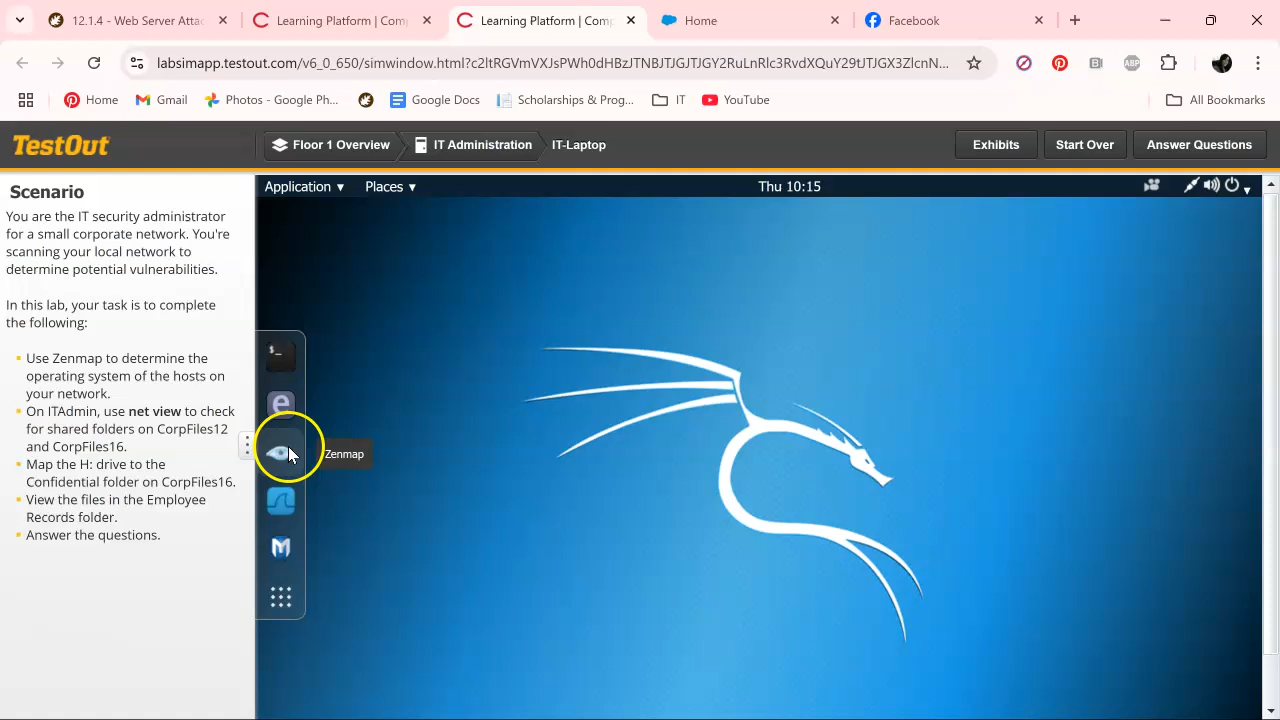 12.1.4 - Web ServerAtta
Learning Platform | Com
Learning Platform | Com
Home
Facebook
labsimapp.testout.com/v6_0_650/simwindow.html?c2ltRGVmVXJsPWh0dHBzJTNBJTJGJTJGY2RuLnRlc3RvdXQuY29tJTJGX3ZlcnN...
ABP
Home
Gmail
Photos - Google Ph...
Google Docs
Scholarships & Prog...
IT
YouTube
All Bookmarks
TestOut
Floor 1 Overview
IT Administration
IT-Laptop
Exhibits
Start Over
Answer Questions
Scenario
You are the IT security administrator
for a small corporate network. You're
scanning your local network to
determine potential vulnerabilities.
In this lab, your task is to complete
the following:
Use Zenmap to determine the
operating system of the hosts on
your network.
On ITAdmin, use net view to check
for shared folders on CorpFiles12
and CorpFiles16.
Map the H: drive to the
Confidential folder on CorpFiles16.
View the files in the Employee
Records folder.
Answer the questions.
Application
Places
Thu 10:15
Zenmap